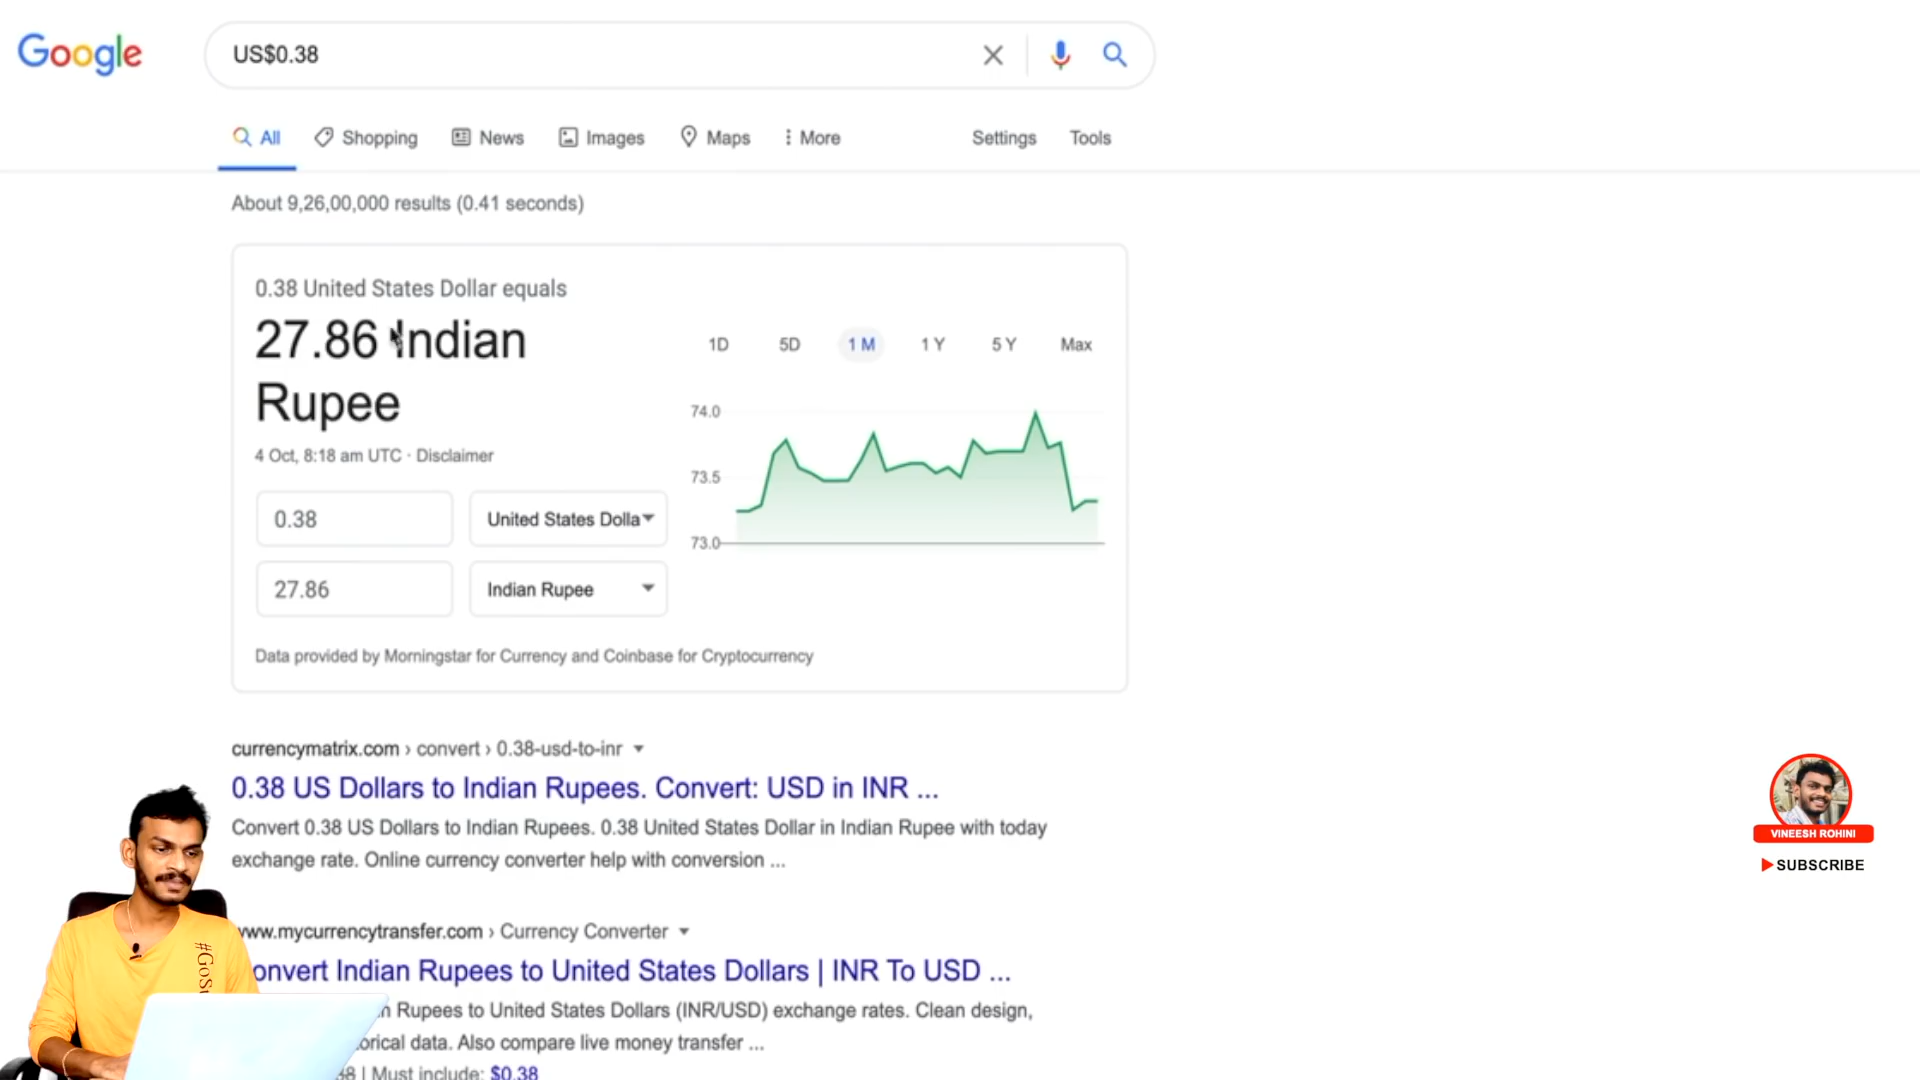 Google
US$0.38
All Shopping News Images Maps More Settings Tools
About 9,26,00,000 results (0.41 seconds)
0.38 United States Dollar equals
27.86 Indian
Rupee
4 Oct, 8:18 am UTC · Disclaimer
0.38 United States Dolla
27.86 Indian Rupee
1D 5D 1 M 1 Y 5 Y Max
74.0
73.5
73.0
Data provided by Morningstar for Currency and Coinbase for Cryptocurrency
currencymatrix.com › convert › 0.38-usd-to-inr
0.38 US Dollars to Indian Rupees. Convert: USD in INR ...
Convert 0.38 US Dollars to Indian Rupees. 0.38 United States Dollar in Indian Rupee with today
exchange rate. Online currency converter help with conversion ...
www.mycurrencytransfer.com › Currency Converter
onvert Indian Rupees to United States Dollars | INR To USD ...
n Rupees to United States Dollars (INR/USD) exchange rates. Clean design,
orical data. Also compare live money transfer ...
38 | Must include: $0.38
#GoSt
VINEESH ROHINI
SUBSCRIBE